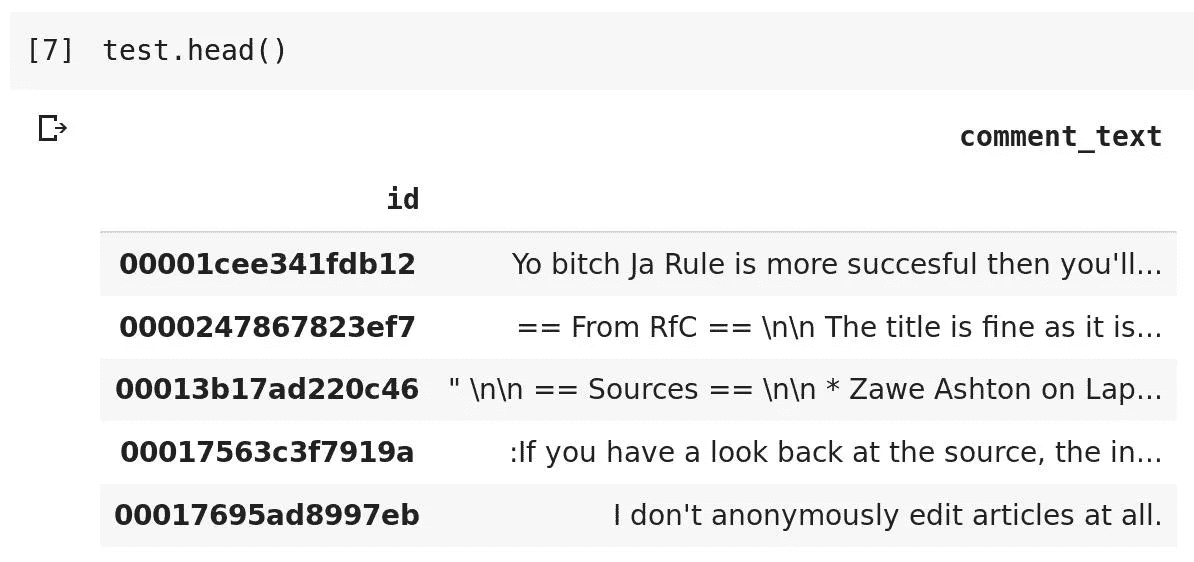 [7] test.head()
comment_text
id
00001cee341fdb12 Yo bitch Ja Rule is more succesful then you'll...
0000247867823ef7 == From RfC == \n\n The title is fine as it is...
00013b17ad220c46 " \n\n == Sources == \n\n * Zawe Ashton on Lap...
00017563c3f7919a :If you have a look back at the source, the in...
00017695ad8997eb I don't anonymously edit articles at all.